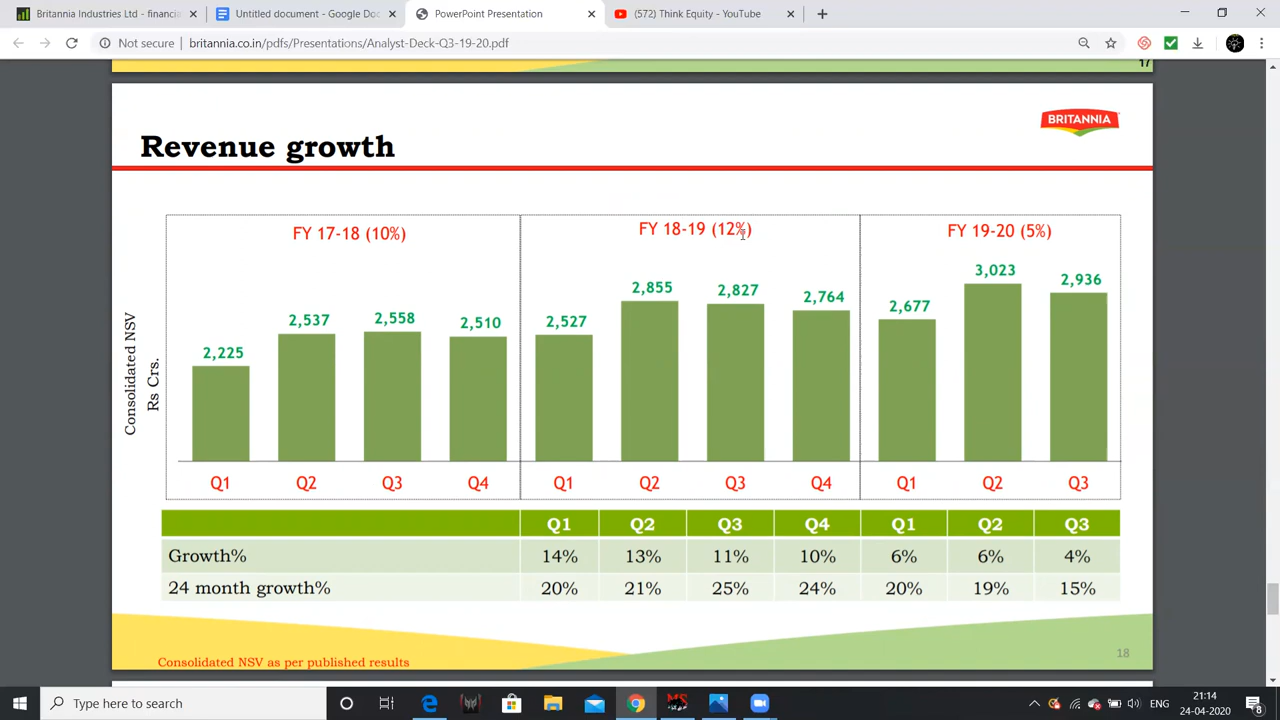 Britannia Industries Ltd - financi
Untitled document - Google Doc
PowerPoint Presentation
(572) Think Equity - YouTube
Not secure | britannia.co.in/pdfs/Presentations/Analyst-Deck-Q3-19-20.pdf
17
BRITANNIA
Revenue growth
FY 17-18 (10%) FY 18-19 (12%) FY 19-20 (5%)
Consolidated NSV
Rs Crs.
2,225 2,537 2,558 2,510 2,527 2,855 2,827 2,764 2,677 3,023 2,936
Q1 Q2 Q3 Q4 Q1 Q2 Q3 Q4 Q1 Q2 Q3
Q1 Q2 Q3 Q4 Q1 Q2 Q3
Growth% 14% 13% 11% 10% 6% 6% 4%
24 month growth% 20% 21% 25% 24% 20% 19% 15%
Consolidated NSV as per published results
18
Type here to search
ENG
21:14
24-04-2020
8